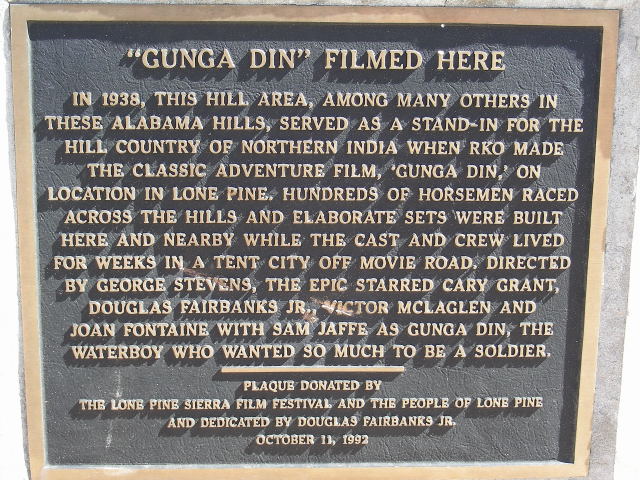 "GUNGA DIN" FILMED HERE
IN 1938, THIS HILL AREA, AMONG MANY OTHERS IN
THESE ALABAMA HILLS, SERVED AS A STAND-IN FOR THE
HILL COUNTRY OF NORTHERN INDIA WHEN RKO MADE
THE CLASSIC ADVENTURE FILM, 'GUNGA DIN,' ON
LOCATION IN LONE PINE. HUNDREDS OF HORSEMEN RACED
ACROSS THE HILLS AND ELABORATE SETS WERE BUILT
HERE AND NEARBY WHILE THE CAST AND CREW LIVED
FOR WEEKS IN A TENT CITY OFF MOVIE ROAD. DIRECTED
BY GEORGE STEVENS, THE EPIC STARRED CARY GRANT,
DOUGLAS FAIRBANKS JR., VICTOR MCLAGLEN AND
JOAN FONTAINE WITH SAM JAFFE AS GUNGA DIN, THE
WATERBOY WHO WANTED SO MUCH TO BE A SOLDIER.
PLAQUE DONATED BY
THE LONE PINE SIERRA FILM FESTIVAL AND THE PEOPLE OF LONE PINE
AND DEDICATED BY DOUGLAS FAIRBANKS JR.
OCTOBER 11, 1992